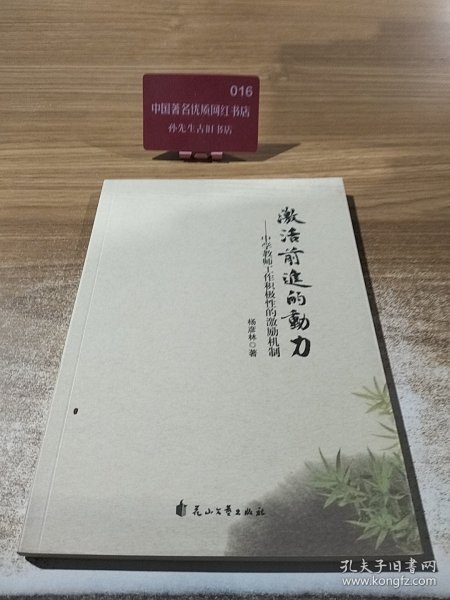 016
中国著名优质网红书店
孙先生古旧书店
激活前進的動力
——中学教师工作积极性的激励机制
杨彦林◎著
花山文艺出版社
孔夫子旧书网
www.kongfz.com